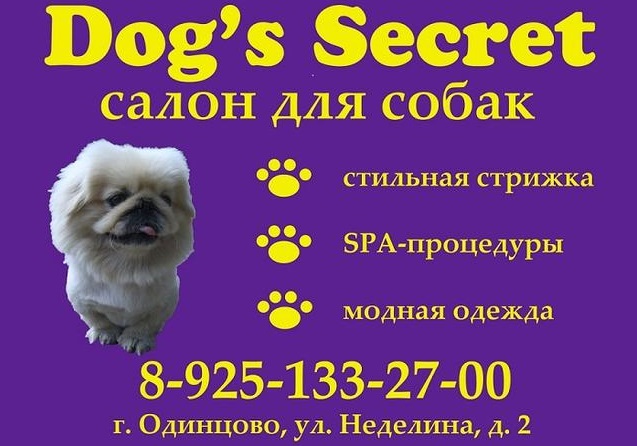 Dog's Secret
салон для собак
стильная стрижка
SPA-процедуры
модная одежда
8-925-133-27-00
г. Одинцово, ул. Неделина, д. 2